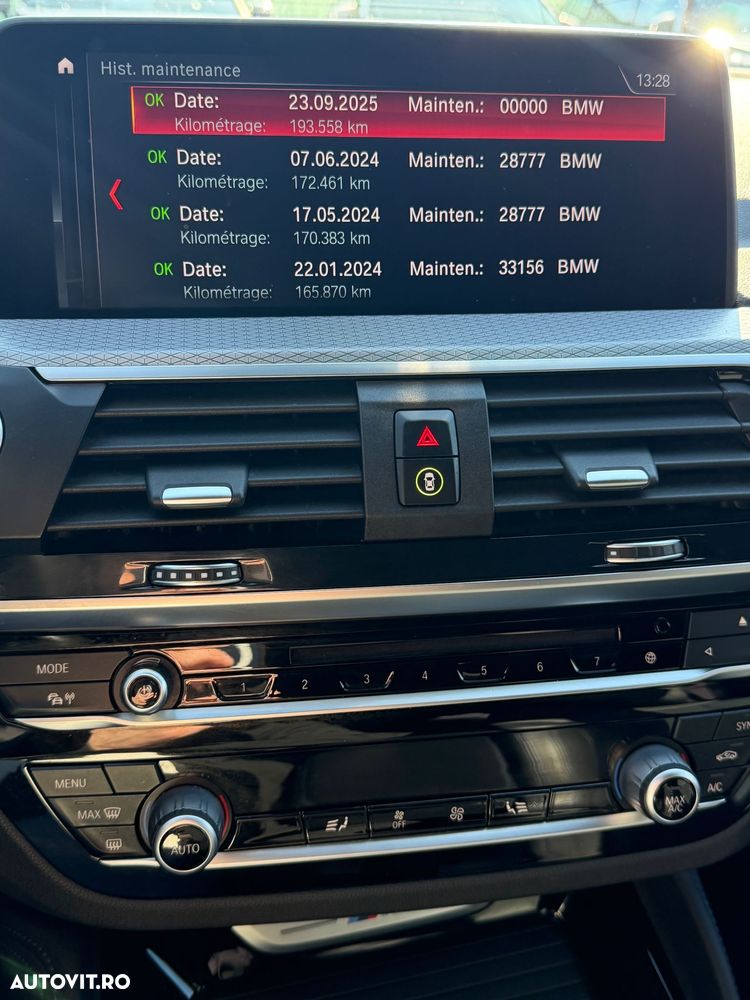 Hist. maintenance
13:28
OK Date: 23.09.2025 Mainten.: 00000 BMW
Kilométrage: 193.558 km
OK Date: 07.06.2024 Mainten.: 28777 BMW
Kilométrage: 172.461 km
OK Date: 17.05.2024 Mainten.: 28777 BMW
Kilométrage: 170.383 km
OK Date: 22.01.2024 Mainten.: 33156 BMW
Kilométrage: 165.870 km
MODE
1 2 3 4 5 6 7
SYN
MENU
MAX
AUTO
OFF
MAX A/C
A/C
AUTOVIT.RO